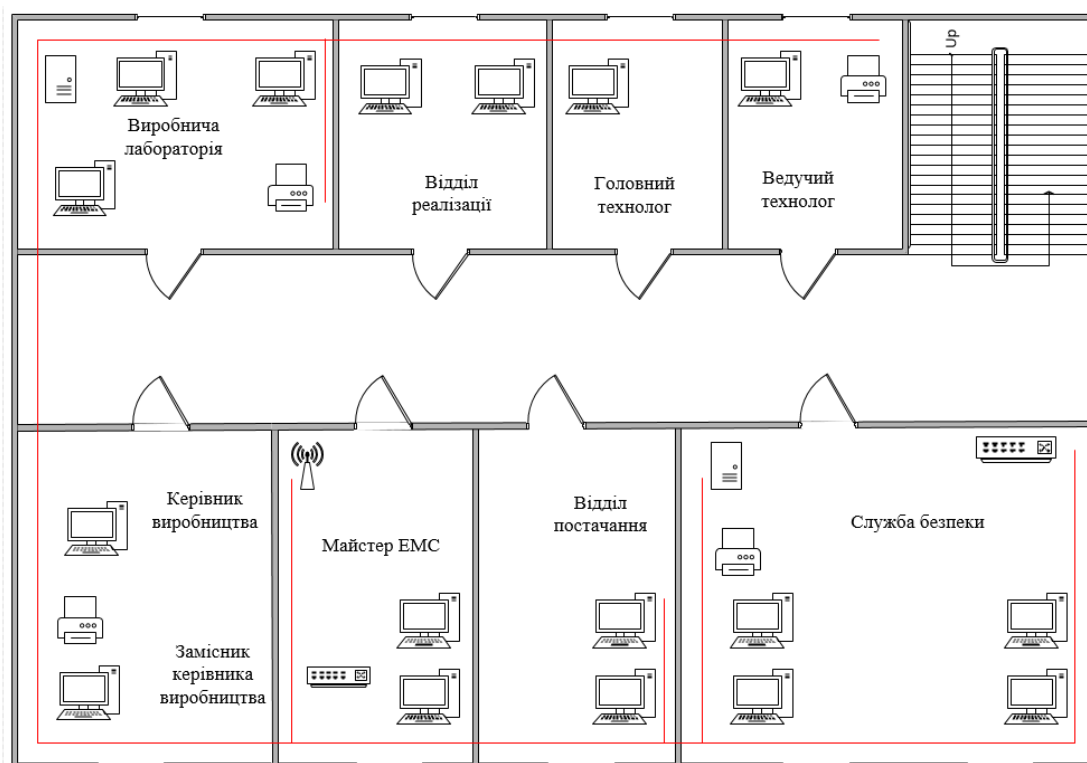 Up
Виробнича
лабораторія
Відділ
реалізації
Головний
технолог
Ведучий
технолог
Керівник
виробництва
Майстер ЕМС
Відділ
постачання
Служба безпеки
Замісник
керівника
виробництва